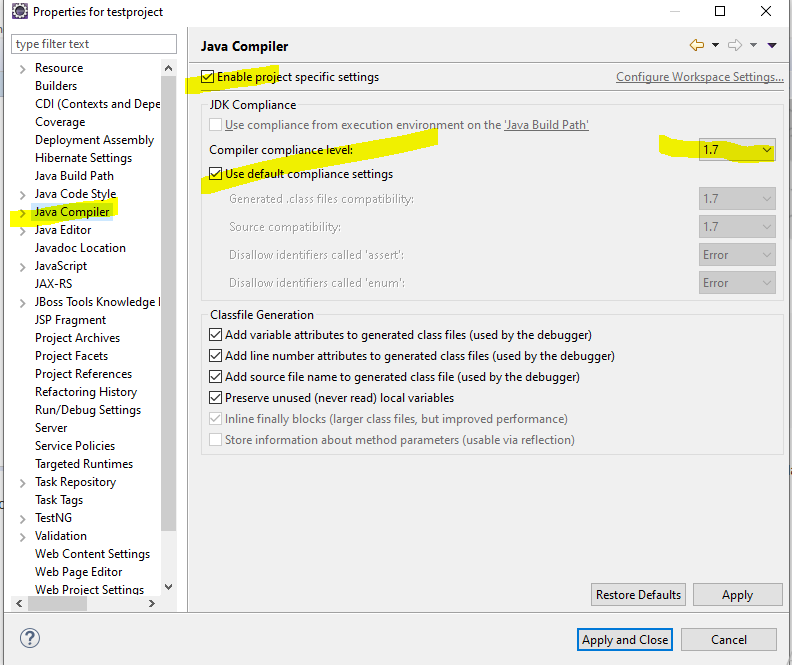 Properties for testproject
type filter text
Resource
Builders
CDI (Contexts and Depe
Coverage
Deployment Assembly
Hibernate Settings
Java Build Path
Java Code Style
Java Compiler
Java Editor
Javadoc Location
JavaScript
JAX-RS
JBoss Tools Knowledge
JSP Fragment
Project Archives
Project Facets
Project References
Refactoring History
Run/Debug Settings
Server
Service Policies
Targeted Runtimes
Task Repository
Task Tags
TestNG
Validation
Web Content Settings
Web Page Editor
Web Project Settings
Java Compiler
Enable project specific settings
Configure Workspace Settings...
JDK Compliance
Use compliance from execution environment on the 'Java Build Path'
Compiler compliance level: 1.7
Use default compliance settings
Generated .class files compatibility: 1.7
Source compatibility: 1.7
Disallow identifiers called 'assert': Error
Disallow identifiers called 'enum': Error
Classfile Generation
Add variable attributes to generated class files (used by the debugger)
Add line number attributes to generated class files (used by the debugger)
Add source file name to generated class file (used by the debugger)
Preserve unused (never read) local variables
Inline finally blocks (larger class files, but improved performance)
Store information about method parameters (usable via reflection)
Restore Defaults
Apply
?
Apply and Close
Cancel